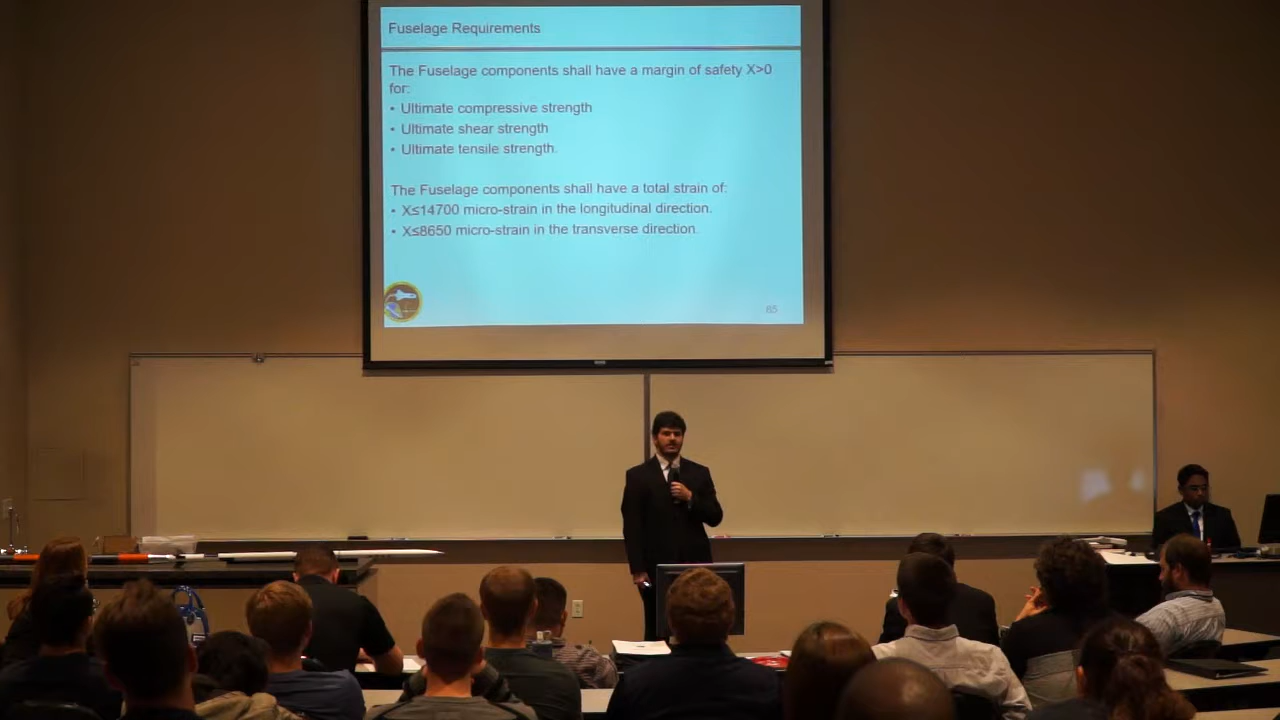 Fuselage Requirements
The Fuselage components shall have a margin of safety X>0
for:
• Ultimate compressive strength
• Ultimate shear strength
• Ultimate tensile strength.
The Fuselage components shall have a total strain of:
• X≤14700 micro-strain in the longitudinal direction.
• X≤8650 micro-strain in the transverse direction.
85